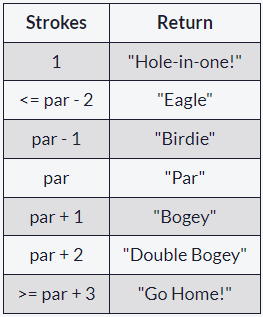 Strokes Return
1 "Hole-in-one!"
<= par - 2 "Eagle"
par - 1 "Birdie"
par "Par"
par + 1 "Bogey"
par + 2 "Double Bogey"
>= par + 3 "Go Home!"